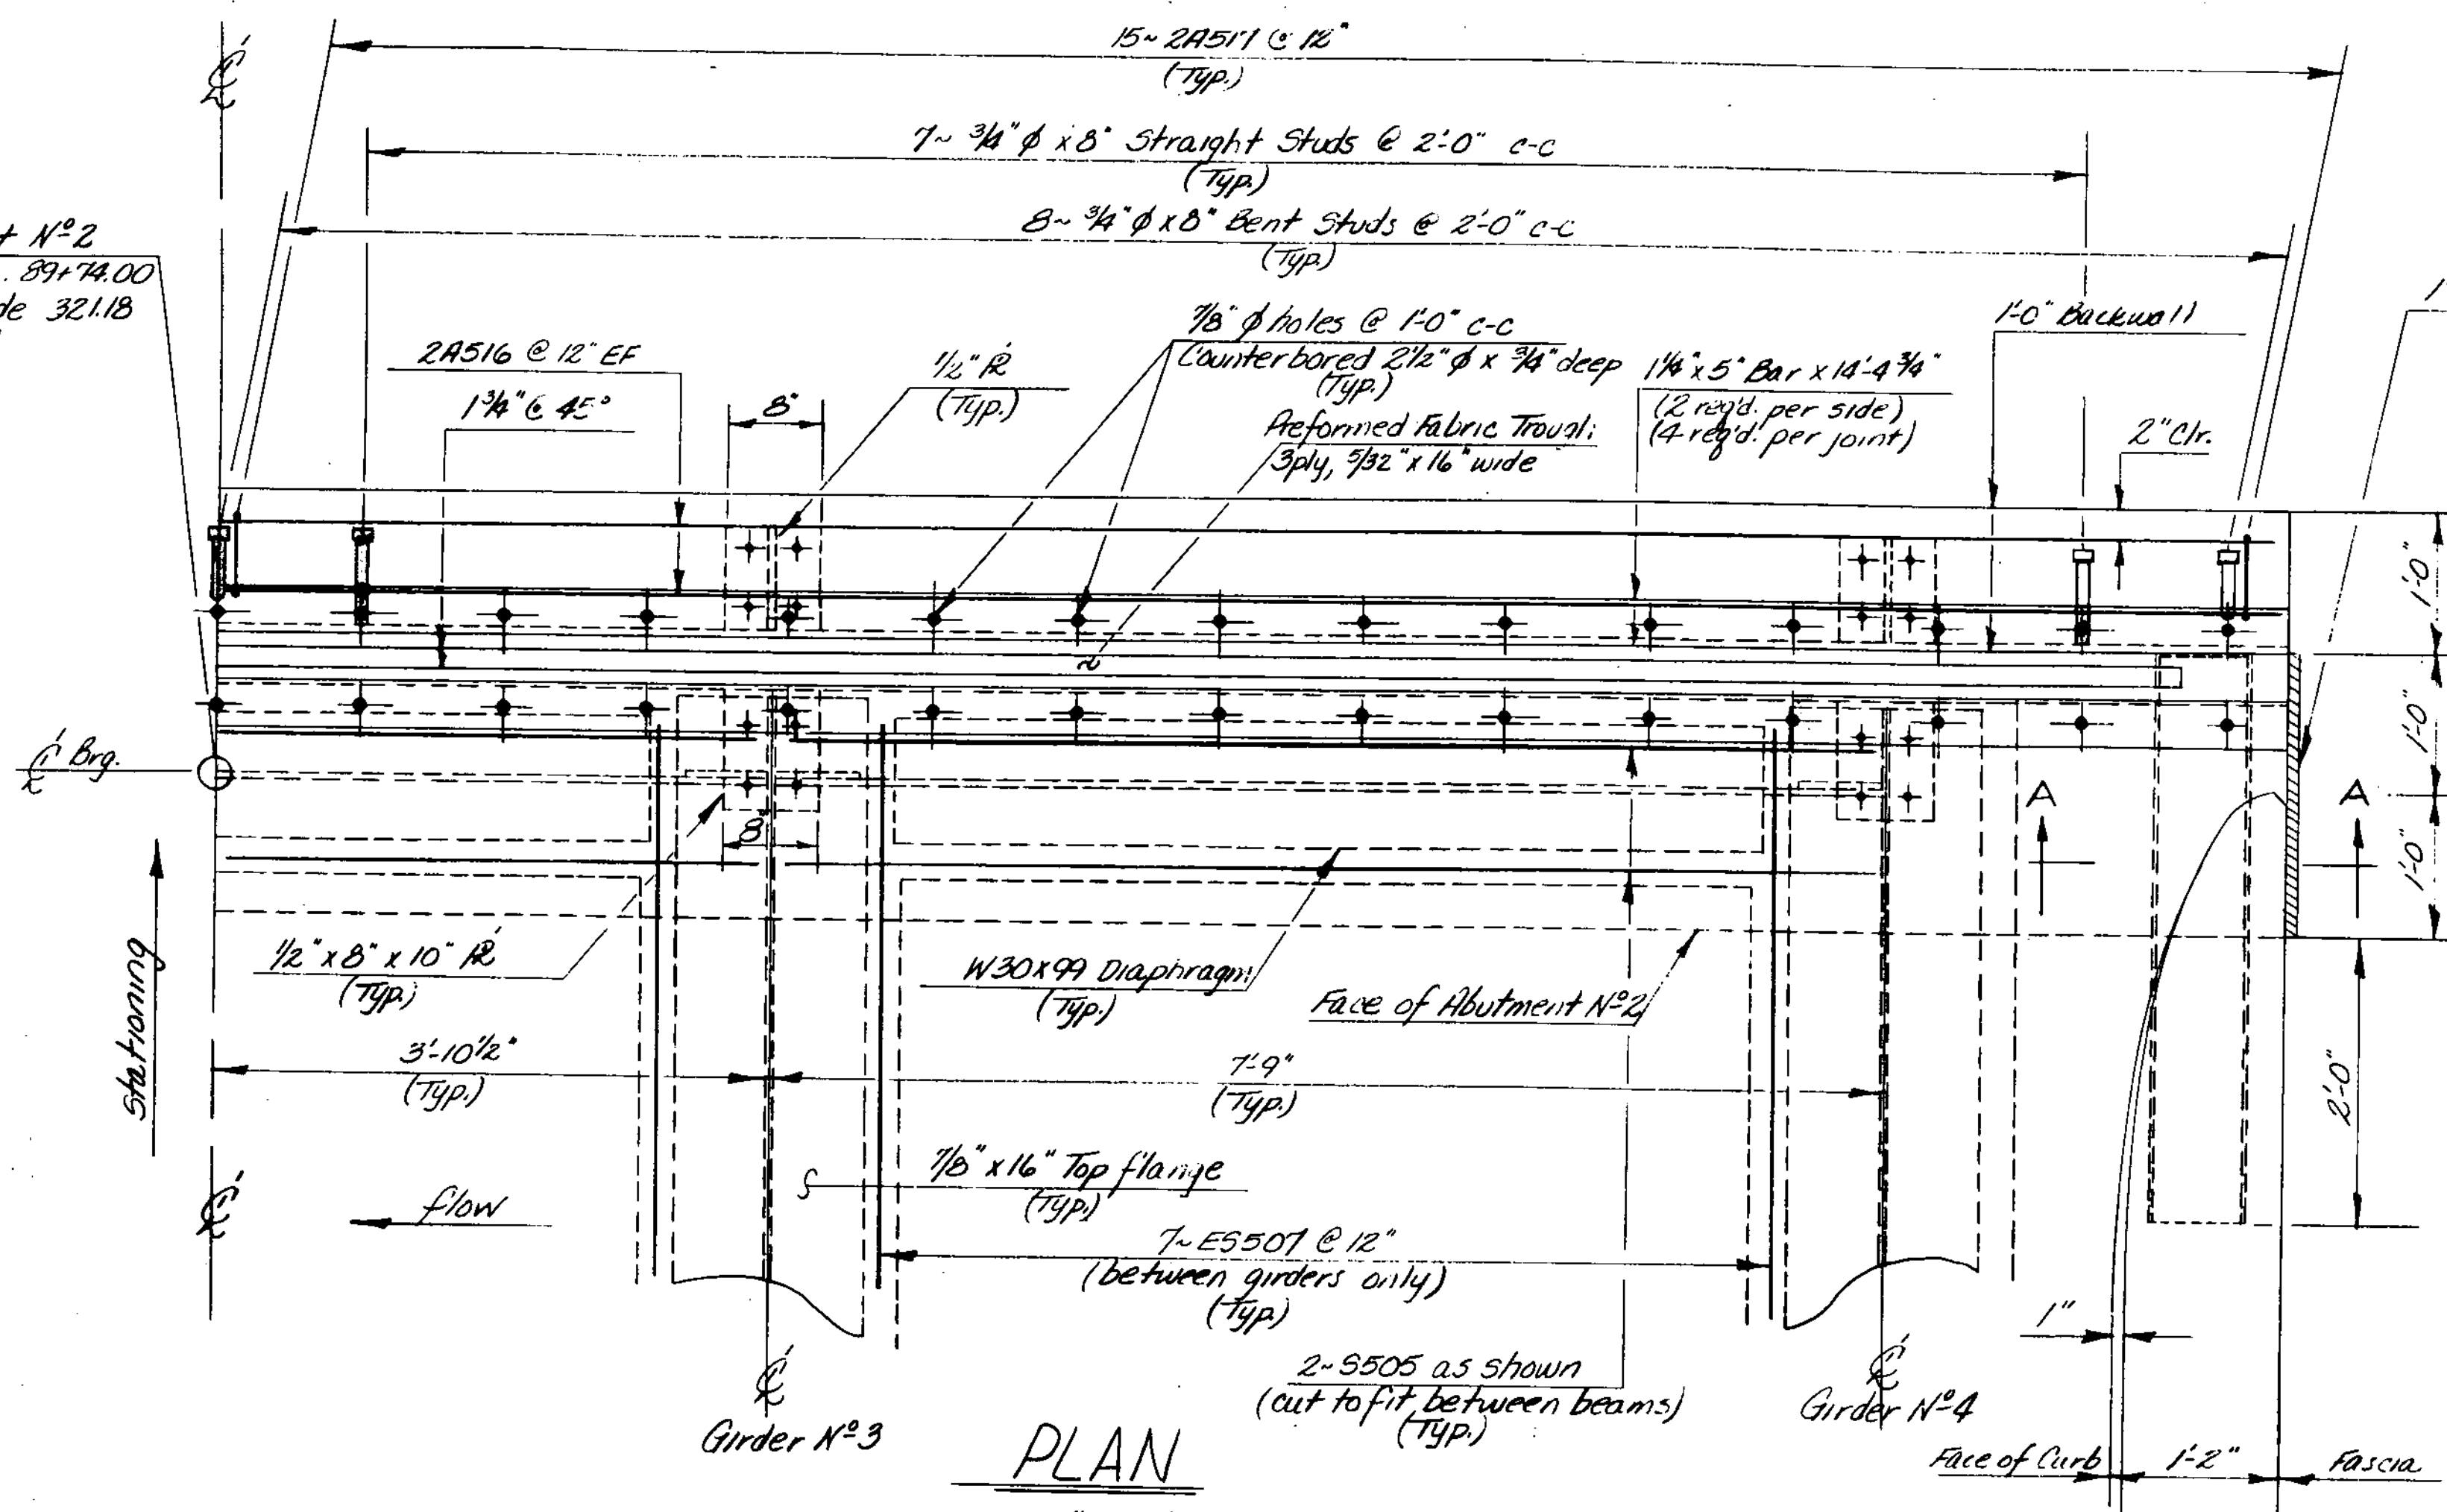 15~ 2A517 @ 12"
(Typ.)
7~ 3/4" φ x 8" Straight Studs @ 2'-0" c-c
(Typ.)
8~ 3/4" φ x 8" Bent Studs @ 2'-0" c-c
(Typ.)
Nº 2
89+74.00
321.18
2A516 @ 12" EF
1 3/4" @ 45°
8"
1/2" ℞
(Typ.)
7/8" φ holes @ 1'-0" c-c
Counterbored 2 1/2" φ x 3/4" deep
(Typ.)
Preformed Fabric
3ply, 5/32" x 16" wide
1 1/4" x 5" Bar x 14'-4 3/4"
(2 req'd. per side)
(4 req'd. per joint)
1'-0" Backwall
2" Clr.
1'-0"
1'-0"
1'-0"
2'-0"
℄ Brg.
8"
A
A
1/2" x 8" x 10" ℞
(Typ.)
W30x99 Diaphragm
(Typ.)
Face of Abutment Nº 2
Stationing
3'-10 1/2"
(Typ.)
7'-9"
(Typ.)
7/8" x 16" Top flange
(Typ.)
flow
7~ ES507 @ 12"
(between girders only)
(Typ.)
1"
2~ S505 as shown
(cut to fit between beams)
(Typ.)
℄
℄
℄
Girder Nº 3
℄
Girder Nº 4
PLAN
Face of Curb
1'-2"
Fascia